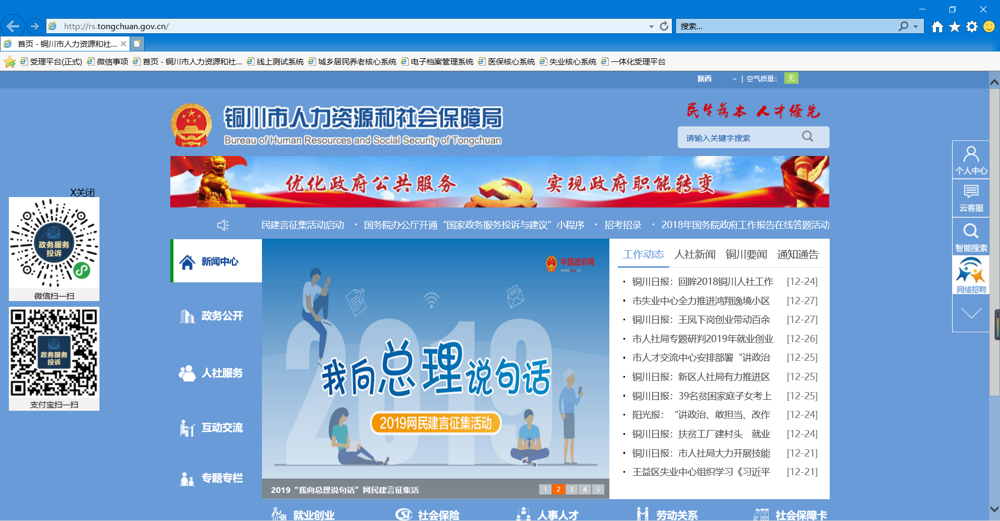 http://rs.tongchuan.gov.cn/
搜索...
首页 - 铜川市人力资源和社...
受理平台(正式) 微信事项 首页 - 铜川市人力资源和社... 线上测试系统 城乡居民养老核心系统 电子档案管理系统 医保核心系统 失业核心系统 一体化受理平台
陕西 ~ | 空气质量： 无
铜川市人力资源和社会保障局
Bureau of Human Resources and Social Security of Tongchuan
民生為本 人才優先
请输入关键字搜索
优化政府公共服务 实现政府职能转变
民建言征集活动启动 · 国务院办公厅开通“国家政务服务投诉与建议”小程序 · 招考招录 · 2018年国务院政府工作报告在线答题活动
X关闭
政务服务
投诉
微信扫一扫
政务服务
投诉
支付宝扫一扫
新闻中心
政务公开
人社服务
互动交流
专题专栏
中国政府网
www.gov.cn
2019
我向总理说句话
2019网民建言征集活动
2019“我向总理说句话”网民建言征集活
1 2 3 4 5
工作动态 人社新闻 铜川要闻 通知通告
· 铜川日报：回眸2018铜川人社工作 [12-24]
· 市失业中心全力推进鸿翔逸境小区 [12-27]
· 铜川日报：王凤下岗创业带动百余 [12-27]
· 市人社局专题研判2019年就业创业 [12-26]
· 市人才交流中心安排部署“讲政治 [12-25]
· 铜川日报：新区人社局有力推进区 [12-25]
· 铜川日报：39名贫困家庭子女考上 [12-25]
· 阳光报：“讲政治、敢担当、改作 [12-24]
· 铜川日报：扶贫工厂建村头 就业 [12-24]
· 铜川日报：市人社局大力开展技能 [12-21]
· 王益区失业中心组织学习《习近平 [12-21]
个人中心
云客服
智能搜索
网络招聘
就业创业 社会保险 人事人才 劳动关系 社会保障卡